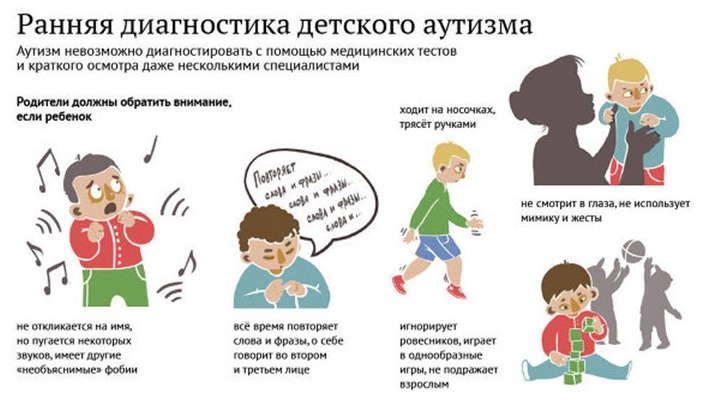 Ранняя диагностика детского аутизма
Аутизм невозможно диагностировать с помощью медицинских тестов
и краткого осмотра даже несколькими специалистами
Родители должны обратить внимание,
если ребенок
не откликается на имя,
но пугается некоторых
звуков, имеет другие
«необъяснимые» фобии
Повторяет
слова и фразы...
слова и фразы...
слова и фразы...
слова и...
всё время повторяет
слова и фразы, о себе
говорит во втором
и третьем лице
ходит на носочках,
трясёт ручками
игнорирует
ровесников, играет
в однообразные
игры, не подражает
взрослым
не смотрит в глаза, не использует
мимику и жесты